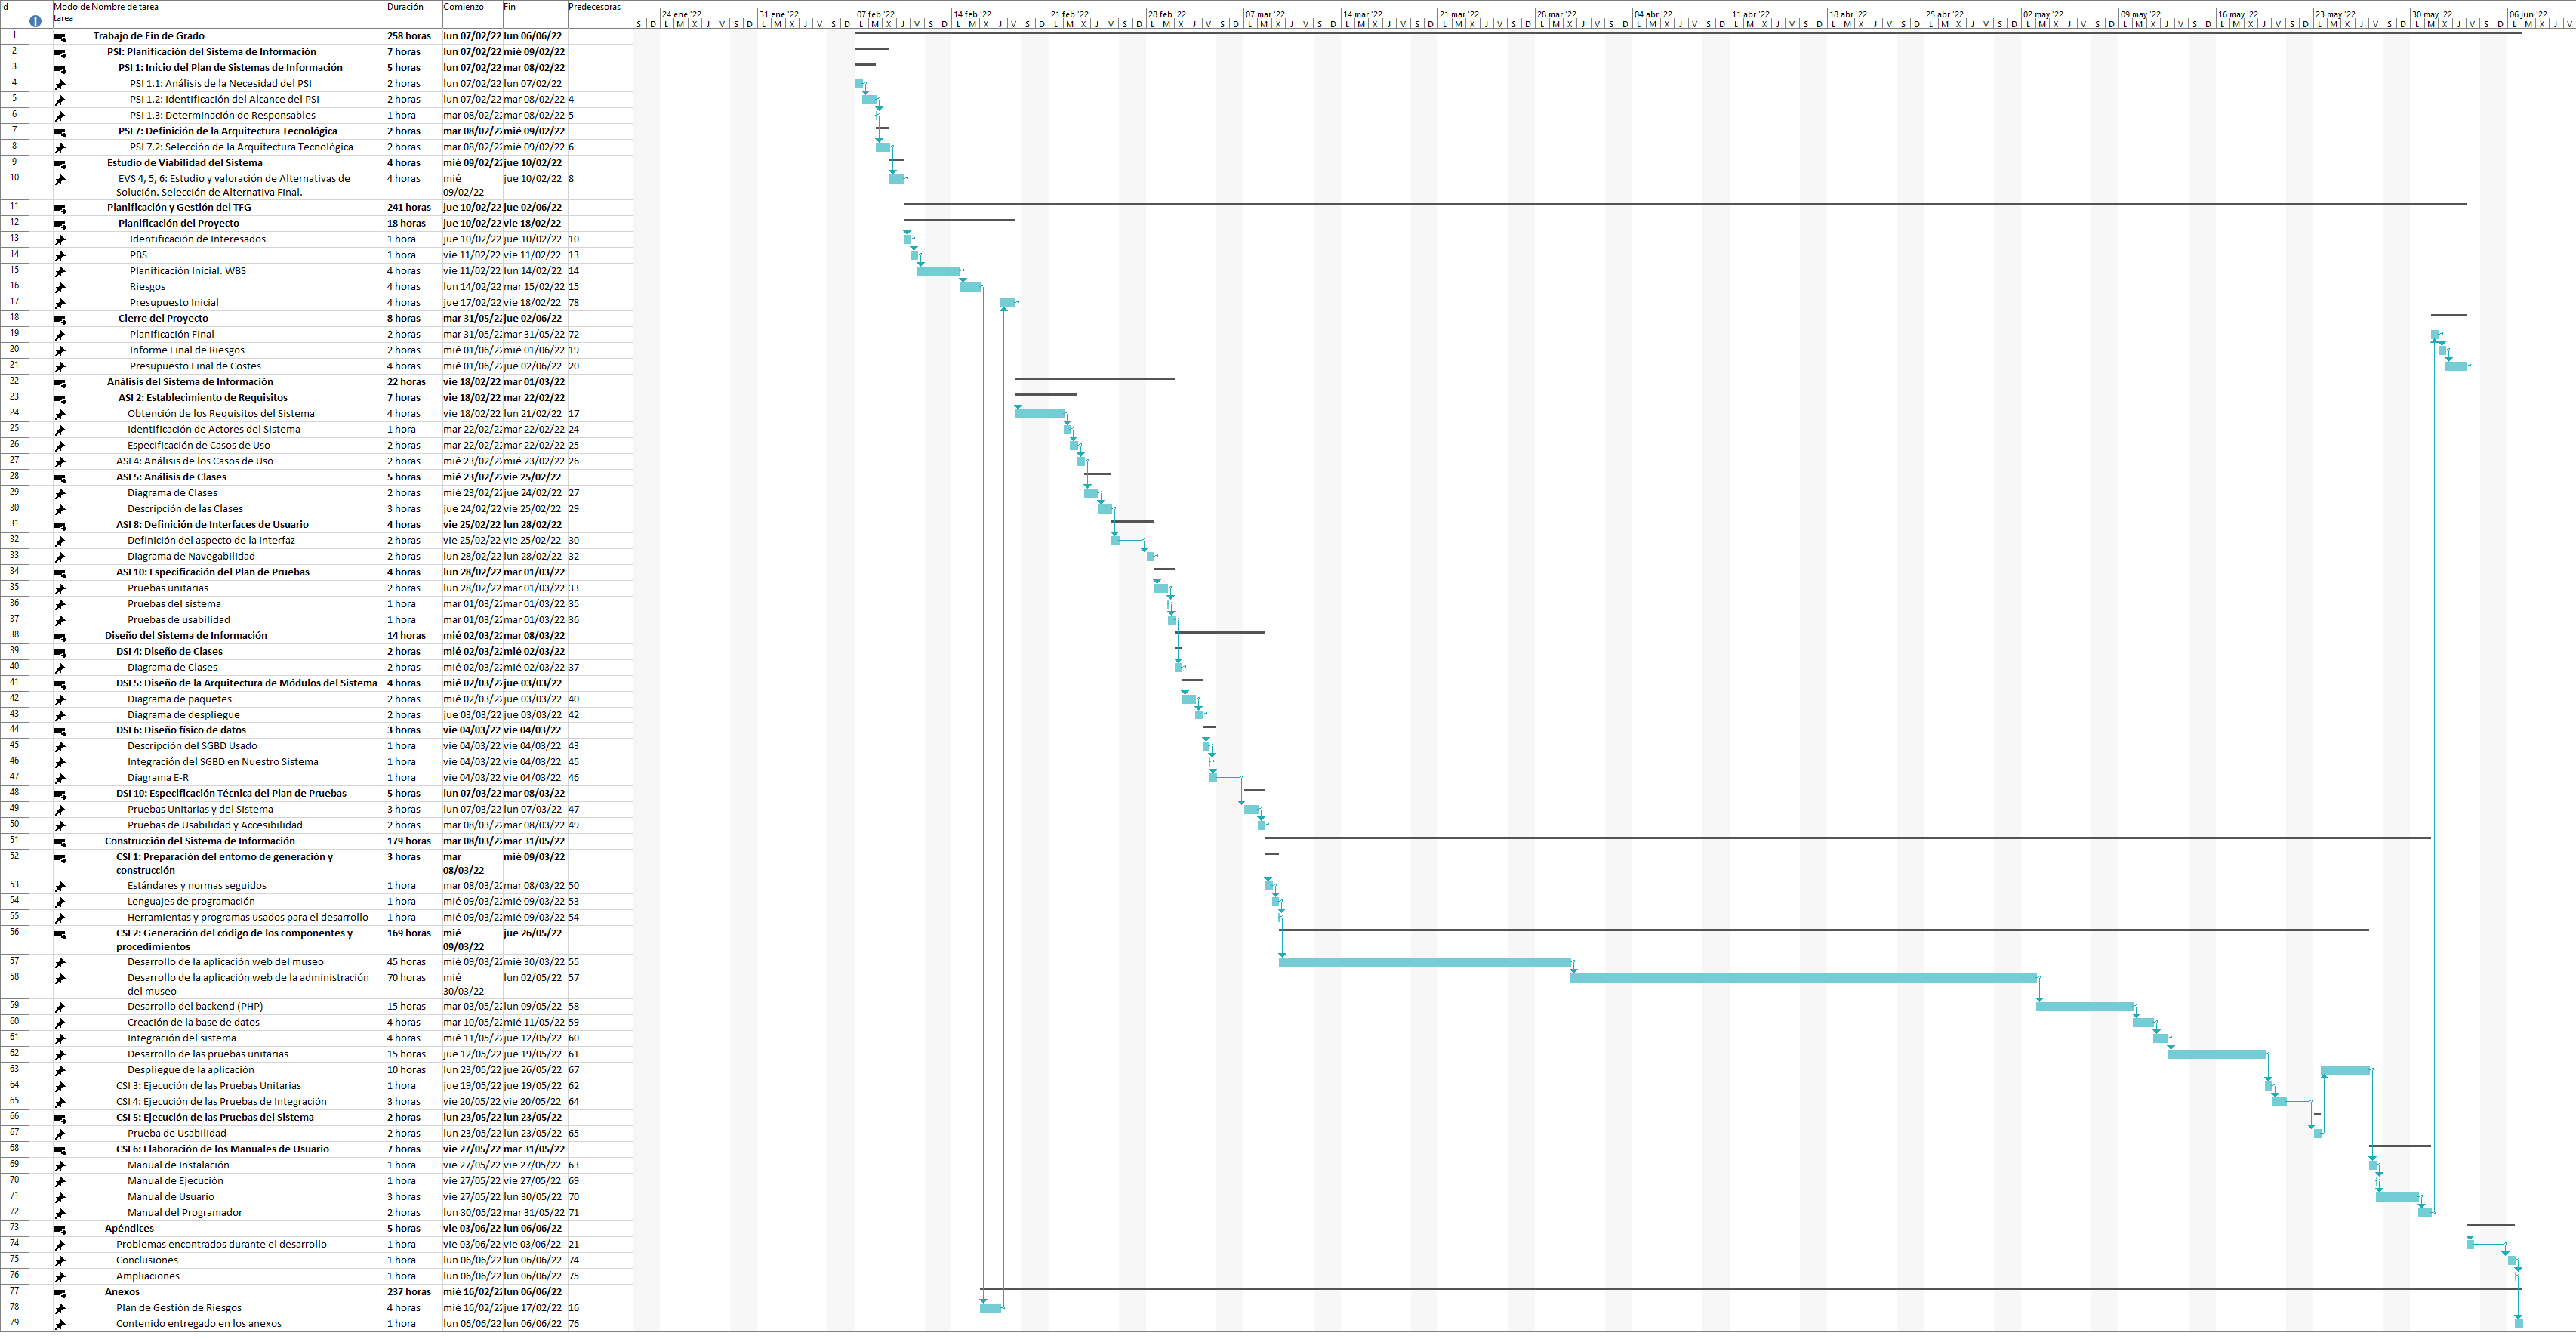 Id Modo de tarea Nombre de tarea Duración Comienzo Fin Predecesoras
24 ene '22 31 ene '22 07 feb '22 14 feb '22 21 feb '22 28 feb '22 07 mar '22 14 mar '22 21 mar '22 28 mar '22 04 abr '22 11 abr '22 18 abr '22 25 abr '22 02 may '22 09 may '22 16 may '22 23 may '22 30 may '22 06 jun '22
S D L M X J V S D L M X J V S D L M X J V S D L M X J V S D L M X J V S D L M X J V S D L M X J V S D L M X J V S D L M X J V S D L M X J V S D L M X J V S D L M X J V S D L M X J V S D L M X J V S D L M X J V S D L M X J V S D L M X J V S D L M X J V S D L M X J V S D L M X J V
1 Trabajo de Fin de Grado 258 horas lun 07/02/22 lun 06/06/22
2 PSI: Planificación del Sistema de Información 7 horas lun 07/02/22 mié 09/02/22
3 PSI 1: Inicio del Plan de Sistemas de Información 5 horas lun 07/02/22 mar 08/02/22
4 PSI 1.1: Análisis de la Necesidad del PSI 2 horas lun 07/02/22 lun 07/02/22
5 PSI 1.2: Identificación del Alcance del PSI 2 horas lun 07/02/22 mar 08/02/22 4
6 PSI 1.3: Determinación de Responsables 1 hora mar 08/02/22 mar 08/02/22 5
7 PSI 7: Definición de la Arquitectura Tecnológica 2 horas mar 08/02/22 mié 09/02/22
8 PSI 7.2: Selección de la Arquitectura Tecnológica 2 horas mar 08/02/22 mié 09/02/22 6
9 Estudio de Viabilidad del Sistema 4 horas mié 09/02/22 jue 10/02/22
10 EVS 4, 5, 6: Estudio y valoración de Alternativas de 4 horas mié jue 10/02/22 8
Solución. Selección de Alternativa Final. 09/02/22
11 Planificación y Gestión del TFG 241 horas jue 10/02/22 jue 02/06/22
12 Planificación del Proyecto 18 horas jue 10/02/22 vie 18/02/22
13 Identificación de Interesados 1 hora jue 10/02/22 jue 10/02/22 10
14 PBS 1 hora vie 11/02/22 vie 11/02/22 13
15 Planificación Inicial. WBS 4 horas vie 11/02/22 lun 14/02/22 14
16 Riesgos 4 horas lun 14/02/22 mar 15/02/22 15
17 Presupuesto Inicial 4 horas jue 17/02/22 vie 18/02/22 78
18 Cierre del Proyecto 8 horas mar 31/05/22 jue 02/06/22
19 Planificación Final 2 horas mar 31/05/22 mar 31/05/22 72
20 Informe Final de Riesgos 2 horas mié 01/06/22 mié 01/06/22 19
21 Presupuesto Final de Costes 4 horas mié 01/06/22 jue 02/06/22 20
22 Análisis del Sistema de Información 22 horas vie 18/02/22 mar 01/03/22
23 ASI 2: Establecimiento de Requisitos 7 horas vie 18/02/22 mar 22/02/22
24 Obtención de los Requisitos del Sistema 4 horas vie 18/02/22 lun 21/02/22 17
25 Identificación de Actores del Sistema 1 hora mar 22/02/22 mar 22/02/22 24
26 Especificación de Casos de Uso 2 horas mar 22/02/22 mar 22/02/22 25
27 ASI 4: Análisis de los Casos de Uso 2 horas mié 23/02/22 mié 23/02/22 26
28 ASI 5: Análisis de Clases 5 horas mié 23/02/22 vie 25/02/22
29 Diagrama de Clases 2 horas mié 23/02/22 jue 24/02/22 27
30 Descripción de las Clases 3 horas jue 24/02/22 vie 25/02/22 29
31 ASI 8: Definición de Interfaces de Usuario 4 horas vie 25/02/22 lun 28/02/22
32 Definición del aspecto de la interfaz 2 horas vie 25/02/22 vie 25/02/22 30
33 Diagrama de Navegabilidad 2 horas lun 28/02/22 lun 28/02/22 32
34 ASI 10: Especificación del Plan de Pruebas 4 horas lun 28/02/22 mar 01/03/22
35 Pruebas unitarias 2 horas lun 28/02/22 mar 01/03/22 33
36 Pruebas del sistema 1 hora mar 01/03/22 mar 01/03/22 35
37 Pruebas de usabilidad 1 hora mar 01/03/22 mar 01/03/22 36
38 Diseño del Sistema de Información 14 horas mié 02/03/22 mar 08/03/22
39 DSI 4: Diseño de Clases 2 horas mié 02/03/22 mié 02/03/22
40 Diagrama de Clases 2 horas mié 02/03/22 mié 02/03/22 37
41 DSI 5: Diseño de la Arquitectura de Módulos del Sistema 4 horas mié 02/03/22 jue 03/03/22
42 Diagrama de paquetes 2 horas mié 02/03/22 jue 03/03/22 40
43 Diagrama de despliegue 2 horas jue 03/03/22 jue 03/03/22 42
44 DSI 6: Diseño físico de datos 3 horas vie 04/03/22 vie 04/03/22
45 Descripción del SGBD Usado 1 hora vie 04/03/22 vie 04/03/22 43
46 Integración del SGBD en Nuestro Sistema 1 hora vie 04/03/22 vie 04/03/22 45
47 Diagrama E-R 1 hora vie 04/03/22 vie 04/03/22 46
48 DSI 10: Especificación Técnica del Plan de Pruebas 5 horas lun 07/03/22 mar 08/03/22
49 Pruebas Unitarias y del Sistema 3 horas lun 07/03/22 lun 07/03/22 47
50 Pruebas de Usabilidad y Accesibilidad 2 horas mar 08/03/22 mar 08/03/22 49
51 Construcción del Sistema de Información 179 horas mar 08/03/22 mar 31/05/22
52 CSI 1: Preparación del entorno de generación y 3 horas mar mié 09/03/22
construcción 08/03/22
53 Estándares y normas seguidos 1 hora mar 08/03/22 mar 08/03/22 50
54 Lenguajes de programación 1 hora mié 09/03/22 mié 09/03/22 53
55 Herramientas y programas usados para el desarrollo 1 hora mié 09/03/22 mié 09/03/22 54
56 CSI 2: Generación del código de los componentes y 169 horas mié jue 26/05/22
procedimientos 09/03/22
57 Desarrollo de la aplicación web del museo 45 horas mié 09/03/22 mié 30/03/22 55
58 Desarrollo de la aplicación web de la administración 70 horas mié lun 02/05/22 57
del museo 30/03/22
59 Desarrollo del backend (PHP) 15 horas mar 03/05/22 lun 09/05/22 58
60 Creación de la base de datos 4 horas mar 10/05/22 mié 11/05/22 59
61 Integración del sistema 4 horas mié 11/05/22 jue 12/05/22 60
62 Desarrollo de las pruebas unitarias 15 horas jue 12/05/22 jue 19/05/22 61
63 Despliegue de la aplicación 10 horas lun 23/05/22 jue 26/05/22 67
64 CSI 3: Ejecución de las Pruebas Unitarias 1 hora jue 19/05/22 jue 19/05/22 62
65 CSI 4: Ejecución de las Pruebas de Integración 3 horas vie 20/05/22 vie 20/05/22 64
66 CSI 5: Ejecución de las Pruebas del Sistema 2 horas lun 23/05/22 lun 23/05/22
67 Prueba de Usabilidad 2 horas lun 23/05/22 lun 23/05/22 65
68 CSI 6: Elaboración de los Manuales de Usuario 7 horas vie 27/05/22 mar 31/05/22
69 Manual de Instalación 1 hora vie 27/05/22 vie 27/05/22 63
70 Manual de Ejecución 1 hora vie 27/05/22 vie 27/05/22 69
71 Manual de Usuario 3 horas vie 27/05/22 lun 30/05/22 70
72 Manual del Programador 2 horas lun 30/05/22 mar 31/05/22 71
73 Apéndices 5 horas vie 03/06/22 lun 06/06/22
74 Problemas encontrados durante el desarrollo 1 hora vie 03/06/22 vie 03/06/22 21
75 Conclusiones 1 hora lun 06/06/22 lun 06/06/22 74
76 Ampliaciones 1 hora lun 06/06/22 lun 06/06/22 75
77 Anexos 237 horas mié 16/02/22 lun 06/06/22
78 Plan de Gestión de Riesgos 4 horas mié 16/02/22 jue 17/02/22 16
79 Contenido entregado en los anexos 1 hora lun 06/06/22 lun 06/06/22 76